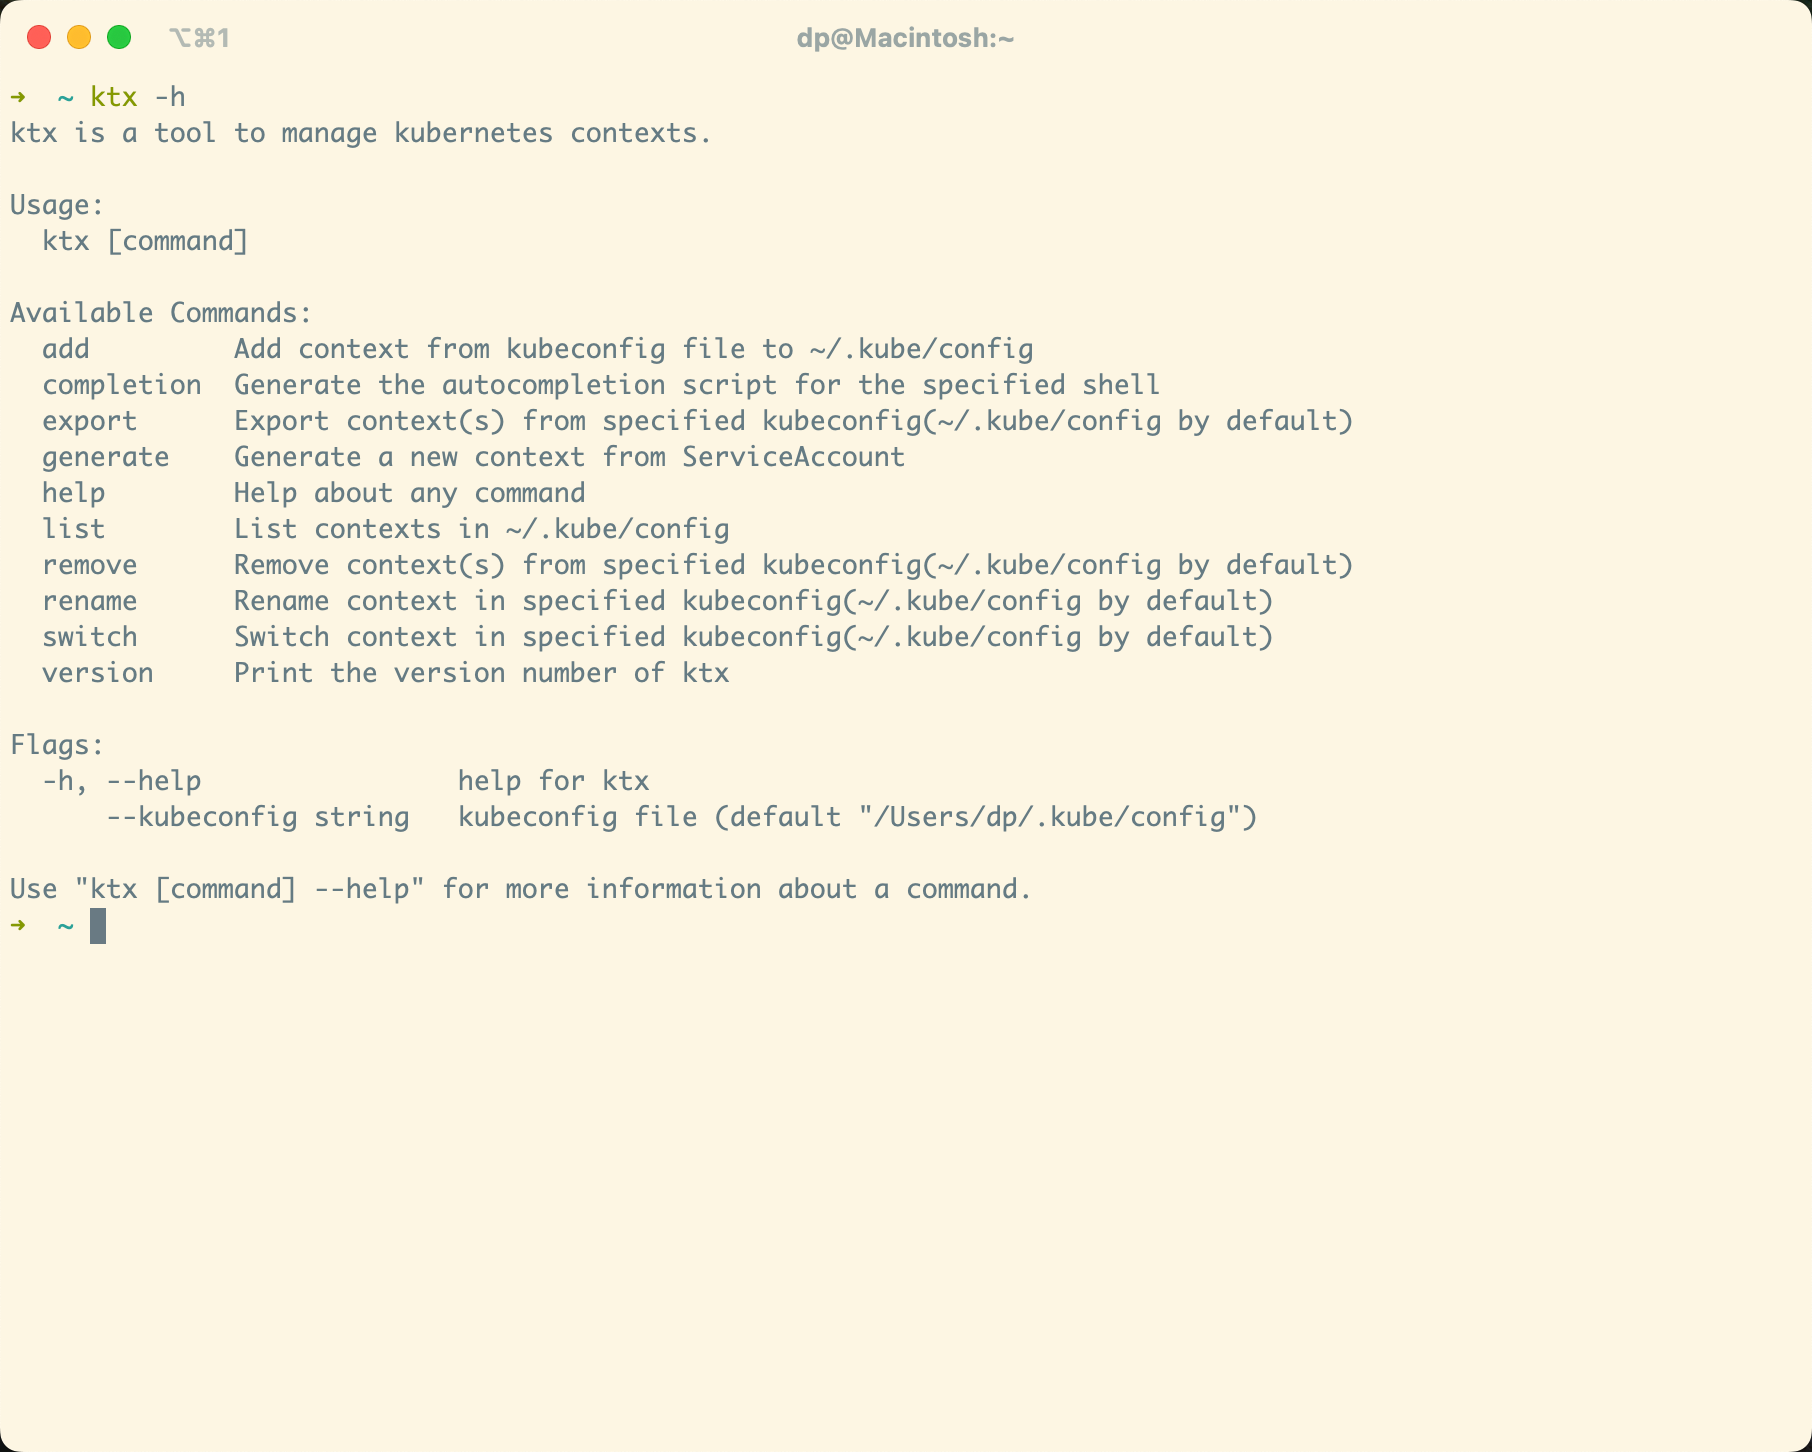 ⌥⌘1
dp@Macintosh:~
➜  ~ ktx -h
ktx is a tool to manage kubernetes contexts.

Usage:
  ktx [command]

Available Commands:
  add         Add context from kubeconfig file to ~/.kube/config
  completion  Generate the autocompletion script for the specified shell
  export      Export context(s) from specified kubeconfig(~/.kube/config by default)
  generate    Generate a new context from ServiceAccount
  help        Help about any command
  list        List contexts in ~/.kube/config
  remove      Remove context(s) from specified kubeconfig(~/.kube/config by default)
  rename      Rename context in specified kubeconfig(~/.kube/config by default)
  switch      Switch context in specified kubeconfig(~/.kube/config by default)
  version     Print the version number of ktx

Flags:
  -h, --help                help for ktx
      --kubeconfig string   kubeconfig file (default "/Users/dp/.kube/config")

Use "ktx [command] --help" for more information about a command.
➜  ~